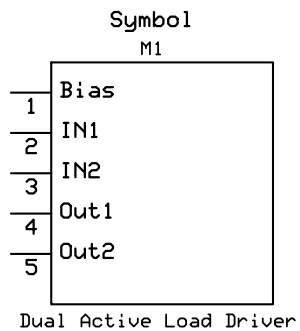 Symbol
M1
Bias
1
IN1
2
IN2
3
Out1
4
Out2
5
Dual Active Load Driver